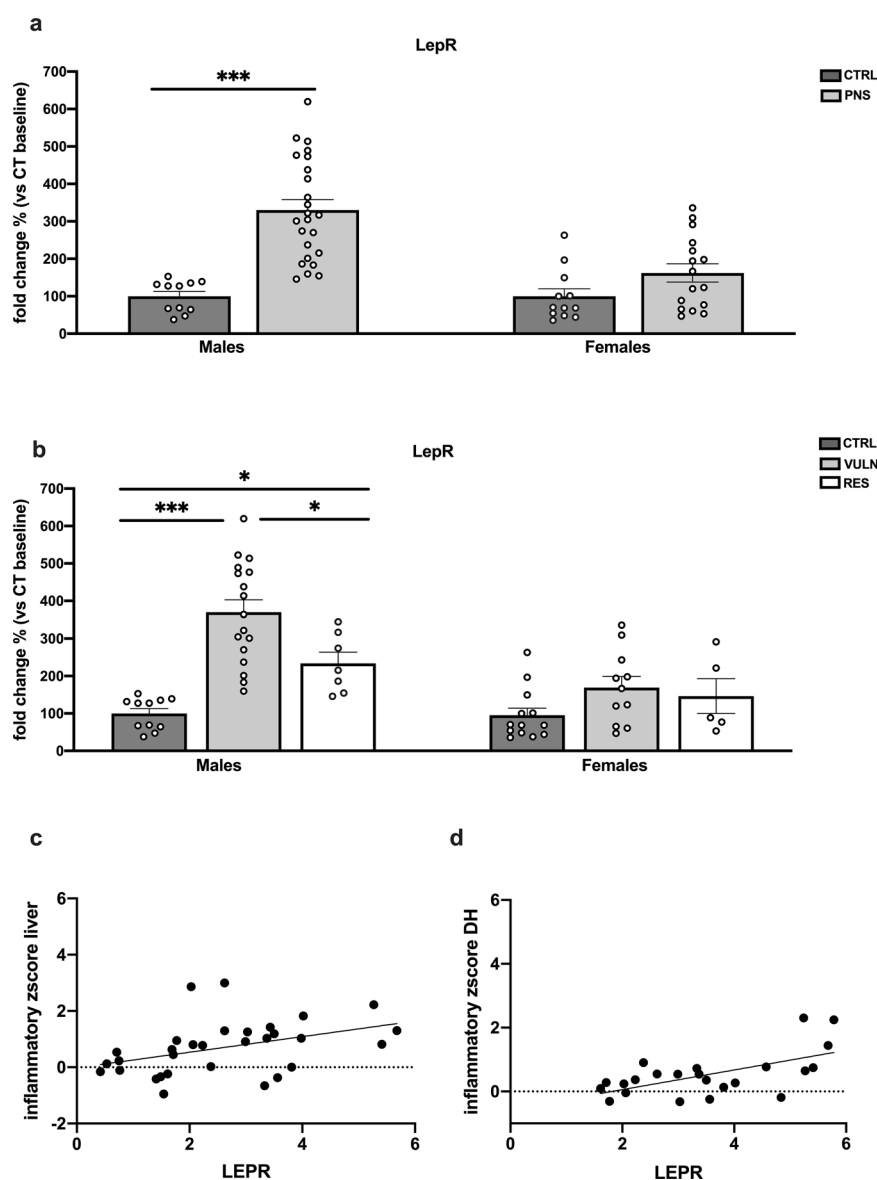 a
LepR
***
CTRL
PNS
fold change % (vs CT baseline)
700
600
500
400
300
200
100
0
Males
Females
b
LepR
CTRL
VULN
RES
*
***
*
fold change % (vs CT baseline)
700
600
500
400
300
200
100
0
Males
Females
c
inflammatory zscore liver
6
4
2
0
-2
0
2
4
6
LEPR
d
inflammatory zscore DH
6
4
2
0
0
2
4
6
LEPR